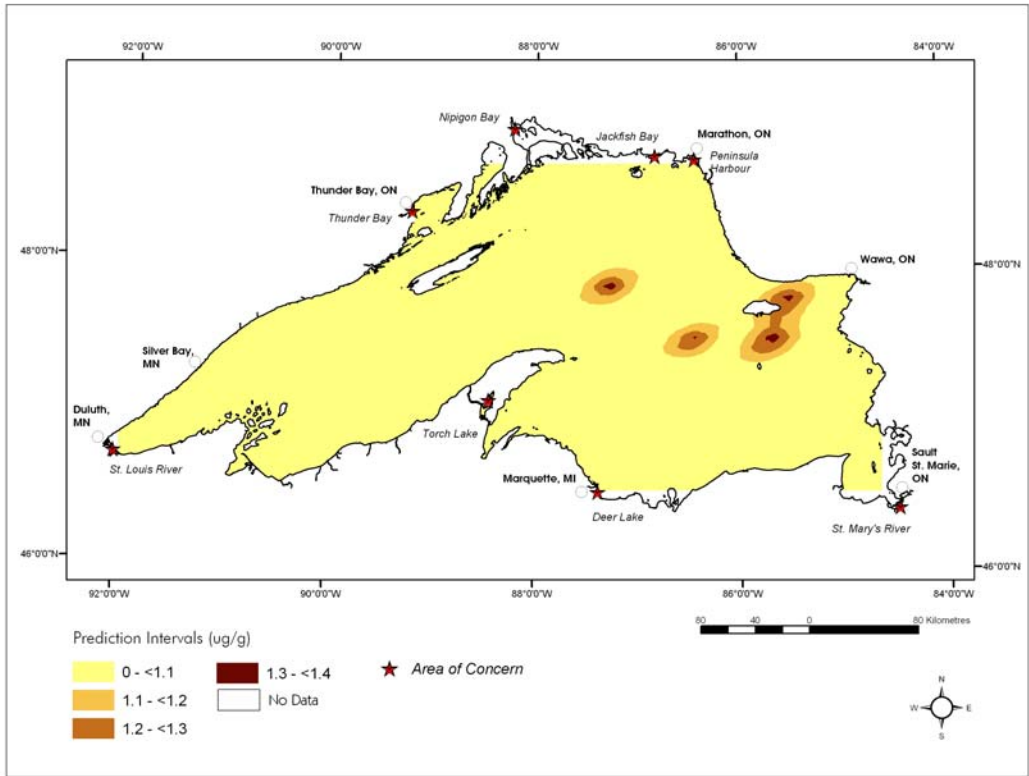 92°0'0"W
90°0'0"W
88°0'0"W
86°0'0"W
84°0'0"W
Nipigon Bay
Jackfish Bay
Marathon, ON
Peninsula
Harbour
Thunder Bay, ON
Thunder Bay
48°0'0"N
48°0'0"N
Wawa, ON
Silver Bay,
MN
Duluth,
MN
St. Louis River
Torch Lake
Marquette, MI
Deer Lake
Sault
St. Marie,
ON
St. Mary's River
46°0'0"N
46°0'0"N
92°0'0"W
90°0'0"W
88°0'0"W
86°0'0"W
84°0'0"W
80 40 0 80 Kilometres
Prediction Intervals (ug/g)
0 - <1.1
1.3 - <1.4
Area of Concern
1.1 - <1.2
No Data
1.2 - <1.3
N
W E
S